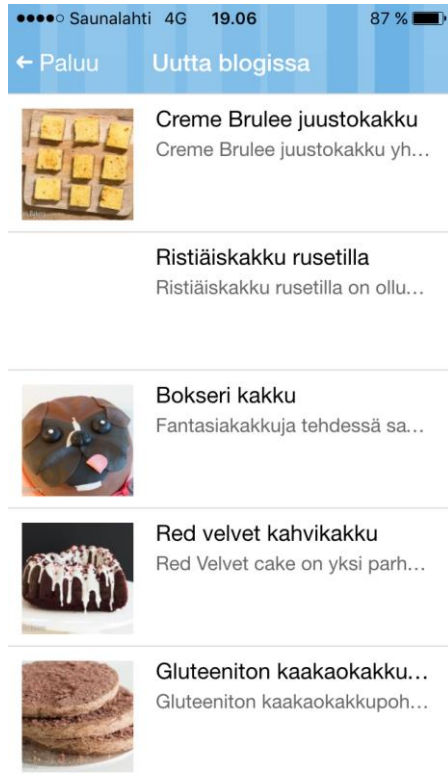 Saunalahti 4G 19.06 87 %
← Paluu Uutta blogissa
Creme Brulee juustokakku
Creme Brulee juustokakku yh...
Ristiäiskakku rusetilla
Ristiäiskakku rusetilla on ollu...
Bokseri kakku
Fantasiakakkuja tehdessä sa...
Red velvet kahvikakku
Red Velvet cake on yksi parh...
Gluteeniton kaakaokakku...
Gluteeniton kaakaokakkupoh...